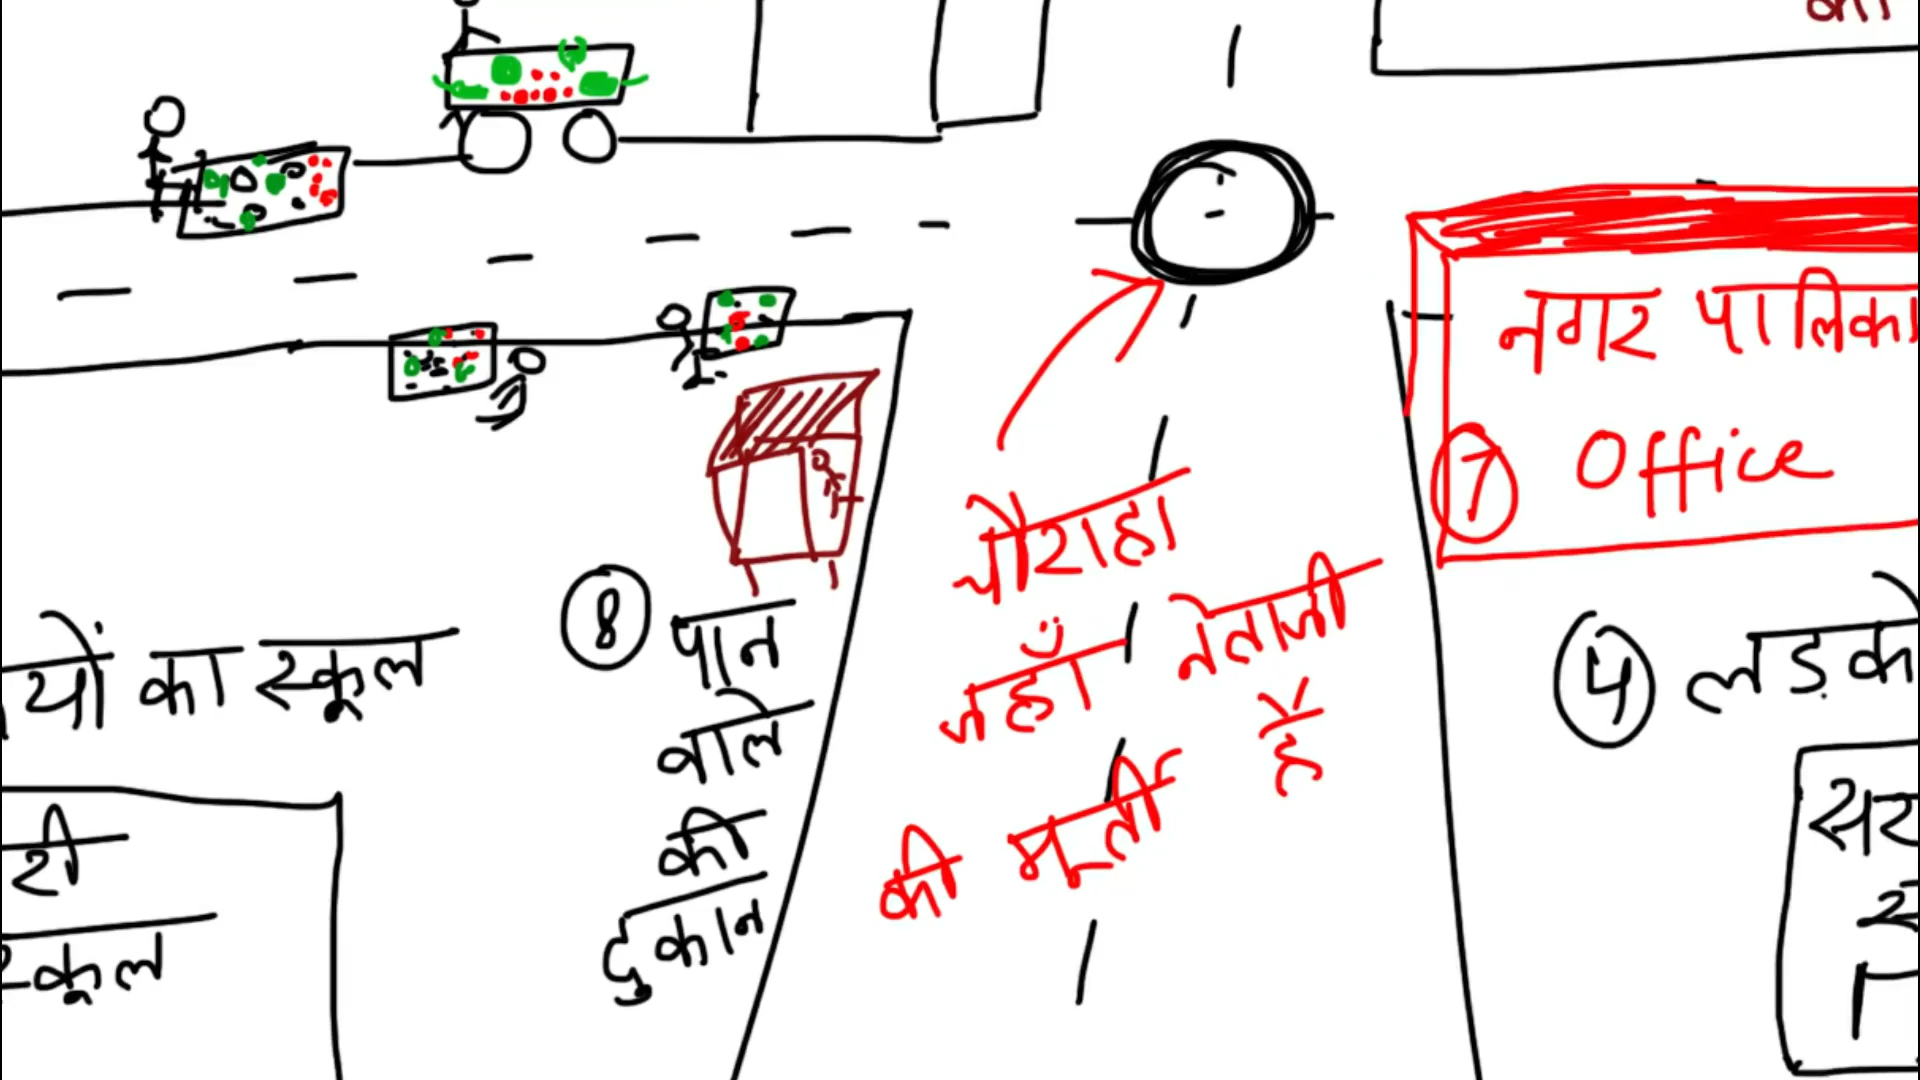 नगर पालिका
7 Office
चौराहा
जहाँ नेताजी
की मूर्ती है
8 पान
वाले
की
दुकान
यों का स्कूल
स्कूल
4 लड़को